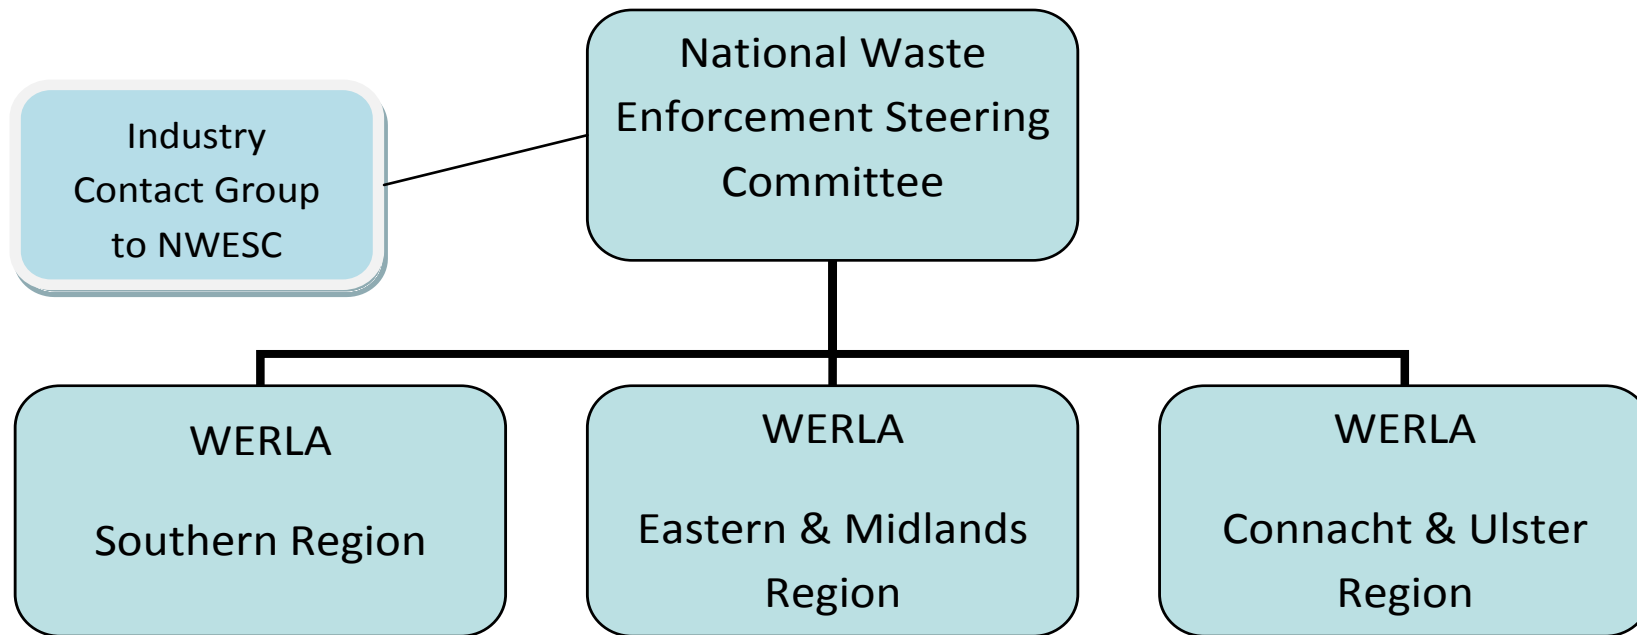 National Waste
Enforcement Steering
Committee
Industry
Contact Group
to NWESC
WERLA
Southern Region
WERLA
Eastern & Midlands
Region
WERLA
Connacht & Ulster
Region